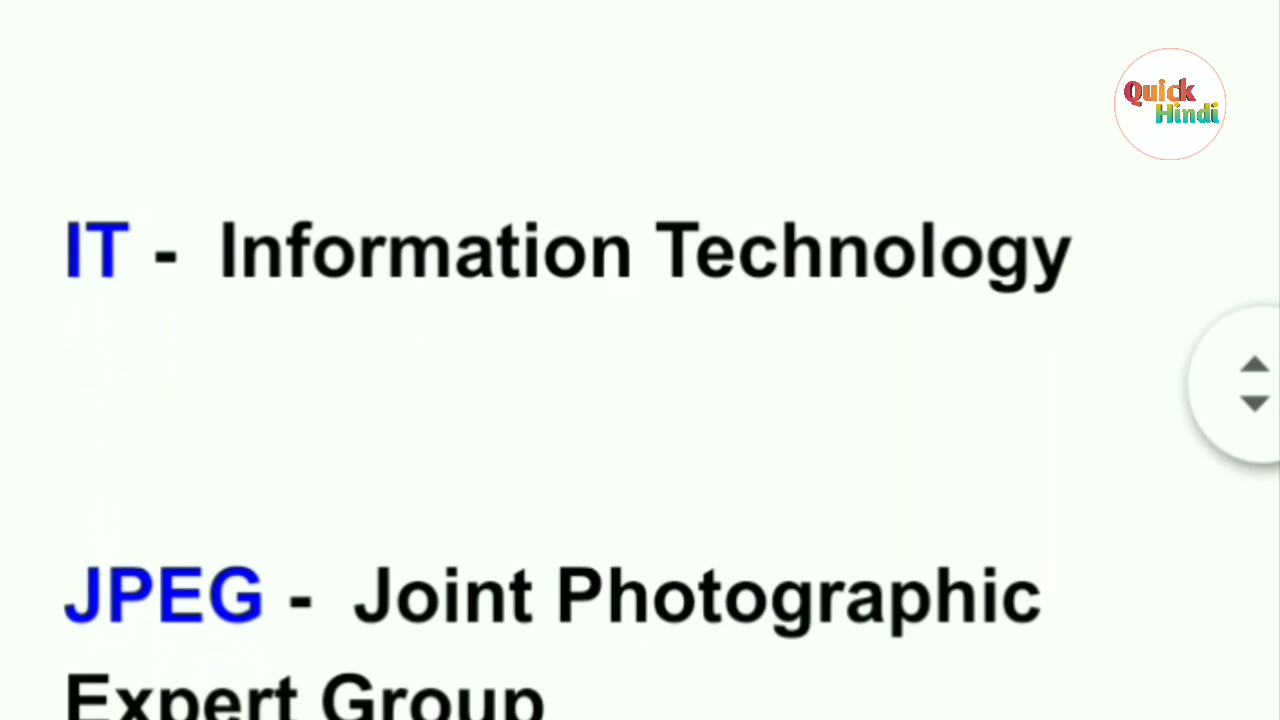 Quick
Hindi
IT - Information Technology
JPEG - Joint Photographic
Expert Group